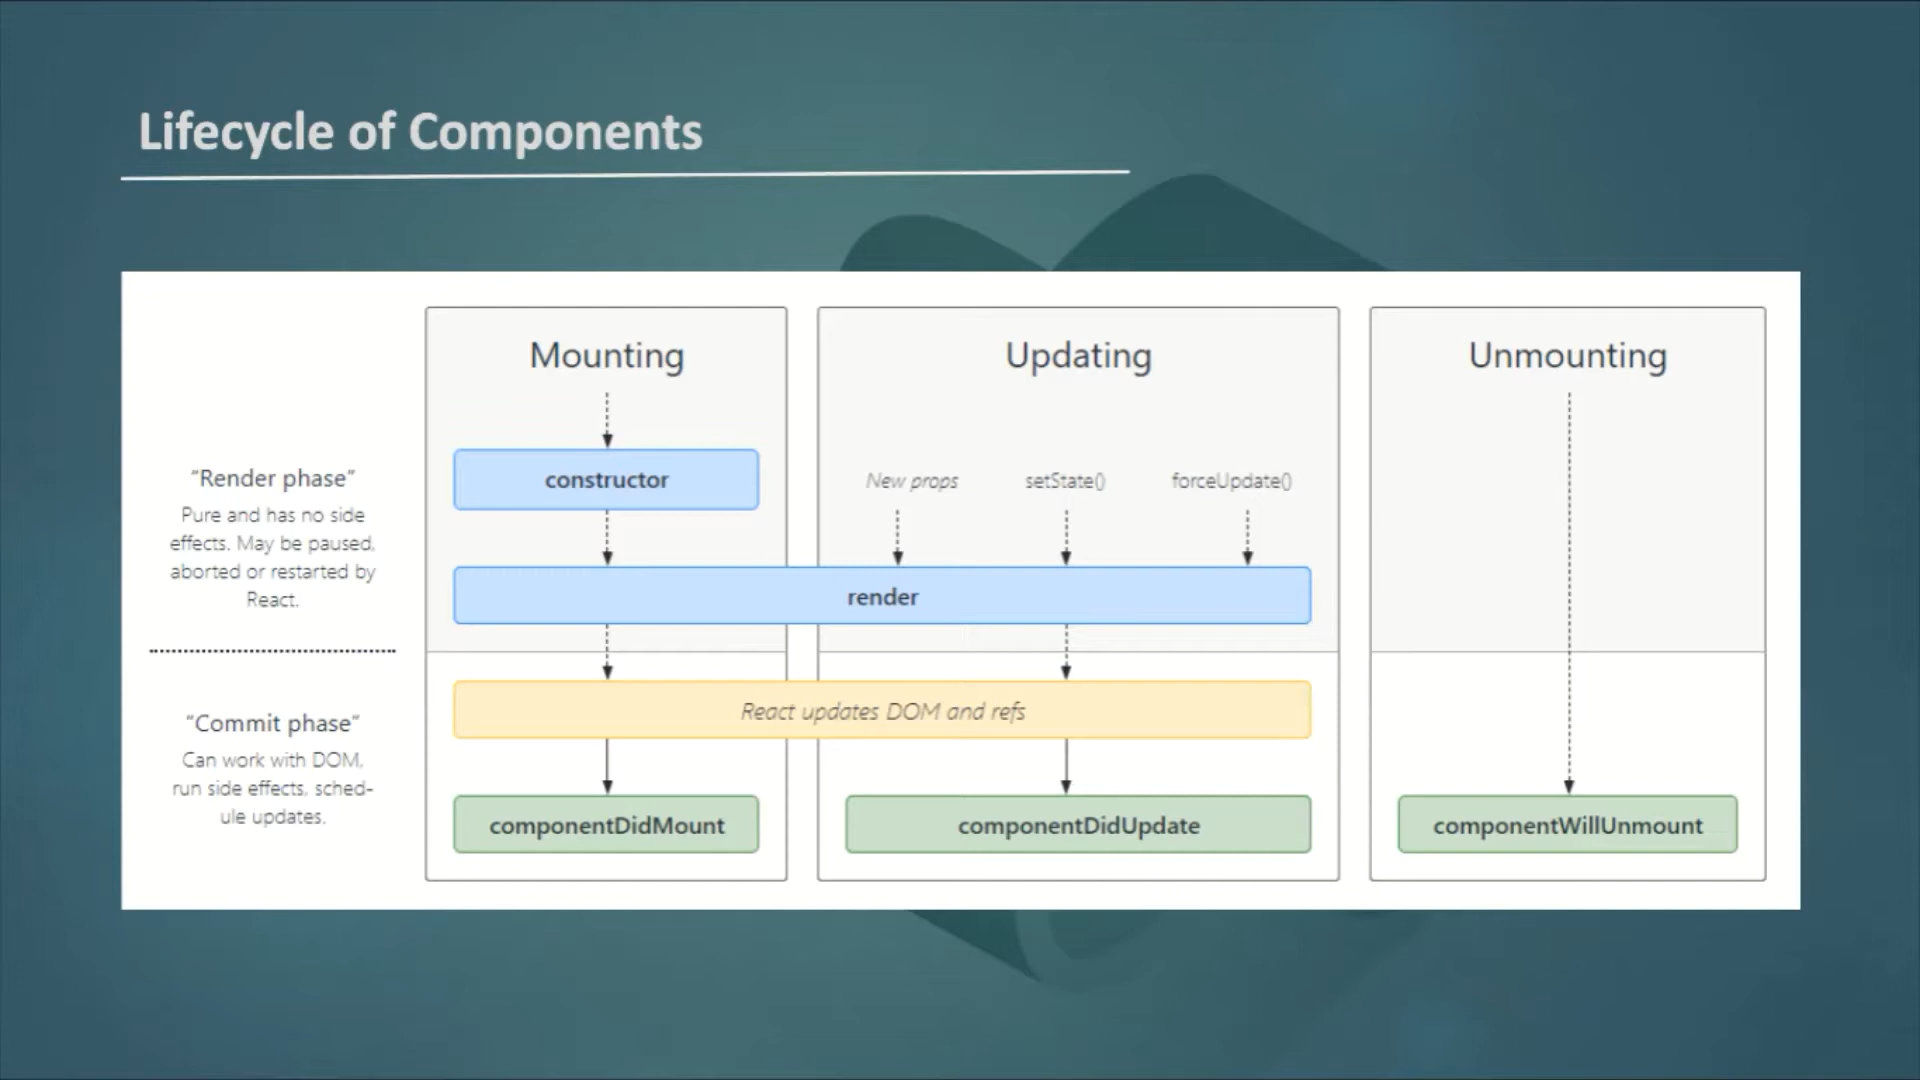 Lifecycle of Components
Mounting
Updating
Unmounting
"Render phase"
Pure and has no side
effects. May be paused,
aborted or restarted by
React.
constructor
New props
setState()
forceUpdate()
render
"Commit phase"
Can work with DOM,
run side effects, sched-
ule updates.
React updates DOM and refs
componentDidMount
componentDidUpdate
componentWillUnmount